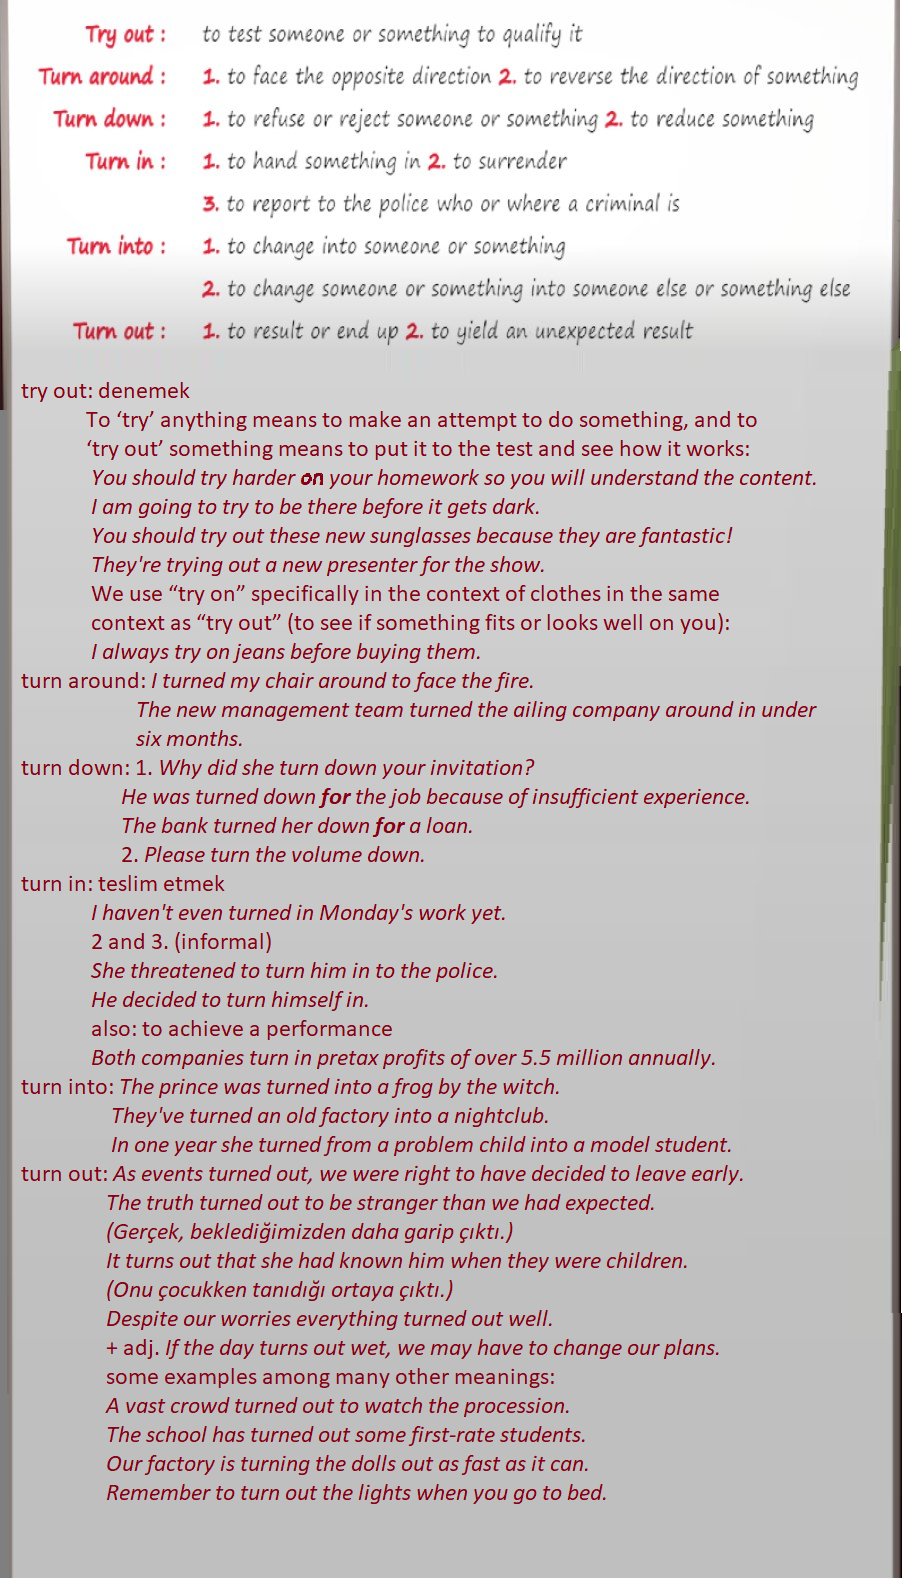 Try out : to test someone or something to qualify it
Turn around : 1. to face the opposite direction 2. to reverse the direction of something
Turn down : 1. to refuse or reject someone or something 2. to reduce something
Turn in : 1. to hand something in 2. to surrender
3. to report to the police who or where a criminal is
Turn into : 1. to change into someone or something
2. to change someone or something into someone else or something else
Turn out : 1. to result or end up 2. to yield an unexpected result
try out: denemek
To ‘try’ anything means to make an attempt to do something, and to
‘try out’ something means to put it to the test and see how it works:
You should try harder on your homework so you will understand the content.
I am going to try to be there before it gets dark.
You should try out these new sunglasses because they are fantastic!
They're trying out a new presenter for the show.
We use “try on” specifically in the context of clothes in the same
context as “try out” (to see if something fits or looks well on you):
I always try on jeans before buying them.
turn around: I turned my chair around to face the fire.
The new management team turned the ailing company around in under
six months.
turn down: 1. Why did she turn down your invitation?
He was turned down for the job because of insufficient experience.
The bank turned her down for a loan.
2. Please turn the volume down.
turn in: teslim etmek
I haven't even turned in Monday's work yet.
2 and 3. (informal)
She threatened to turn him in to the police.
He decided to turn himself in.
also: to achieve a performance
Both companies turn in pretax profits of over 5.5 million annually.
turn into: The prince was turned into a frog by the witch.
They've turned an old factory into a nightclub.
In one year she turned from a problem child into a model student.
turn out: As events turned out, we were right to have decided to leave early.
The truth turned out to be stranger than we had expected.
(Gerçek, beklediğimizden daha garip çıktı.)
It turns out that she had known him when they were children.
(Onu çocukken tanıdığı ortaya çıktı.)
Despite our worries everything turned out well.
+ adj. If the day turns out wet, we may have to change our plans.
some examples among many other meanings:
A vast crowd turned out to watch the procession.
The school has turned out some first-rate students.
Our factory is turning the dolls out as fast as it can.
Remember to turn out the lights when you go to bed.